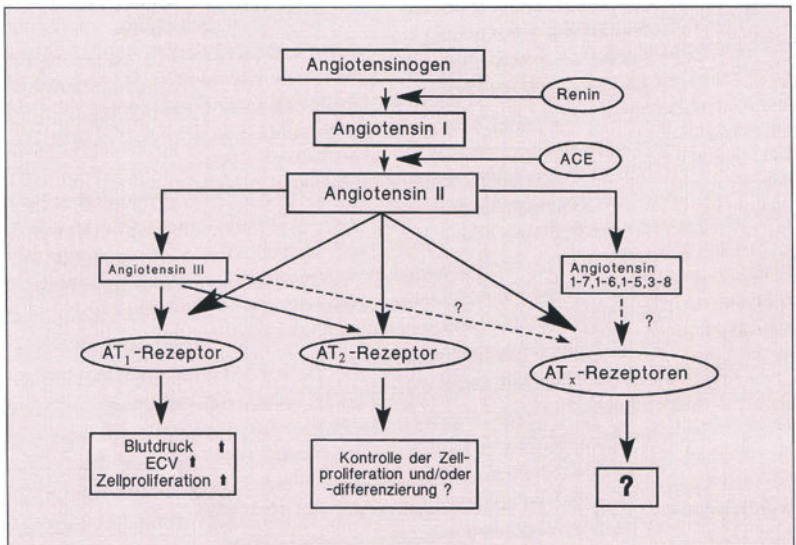 Angiotensinogen
Renin
Angiotensin I
ACE
Angiotensin II
Angiotensin III
Angiotensin
1-7,1-6,1-5,3-8
?
?
AT1-Rezeptor
AT2-Rezeptor
ATx-Rezeptoren
Blutdruck ⬆
ECV ⬆
Zellproliferation ⬆
Kontrolle der Zell-
proliferation und/oder
-differenzierung ?
?